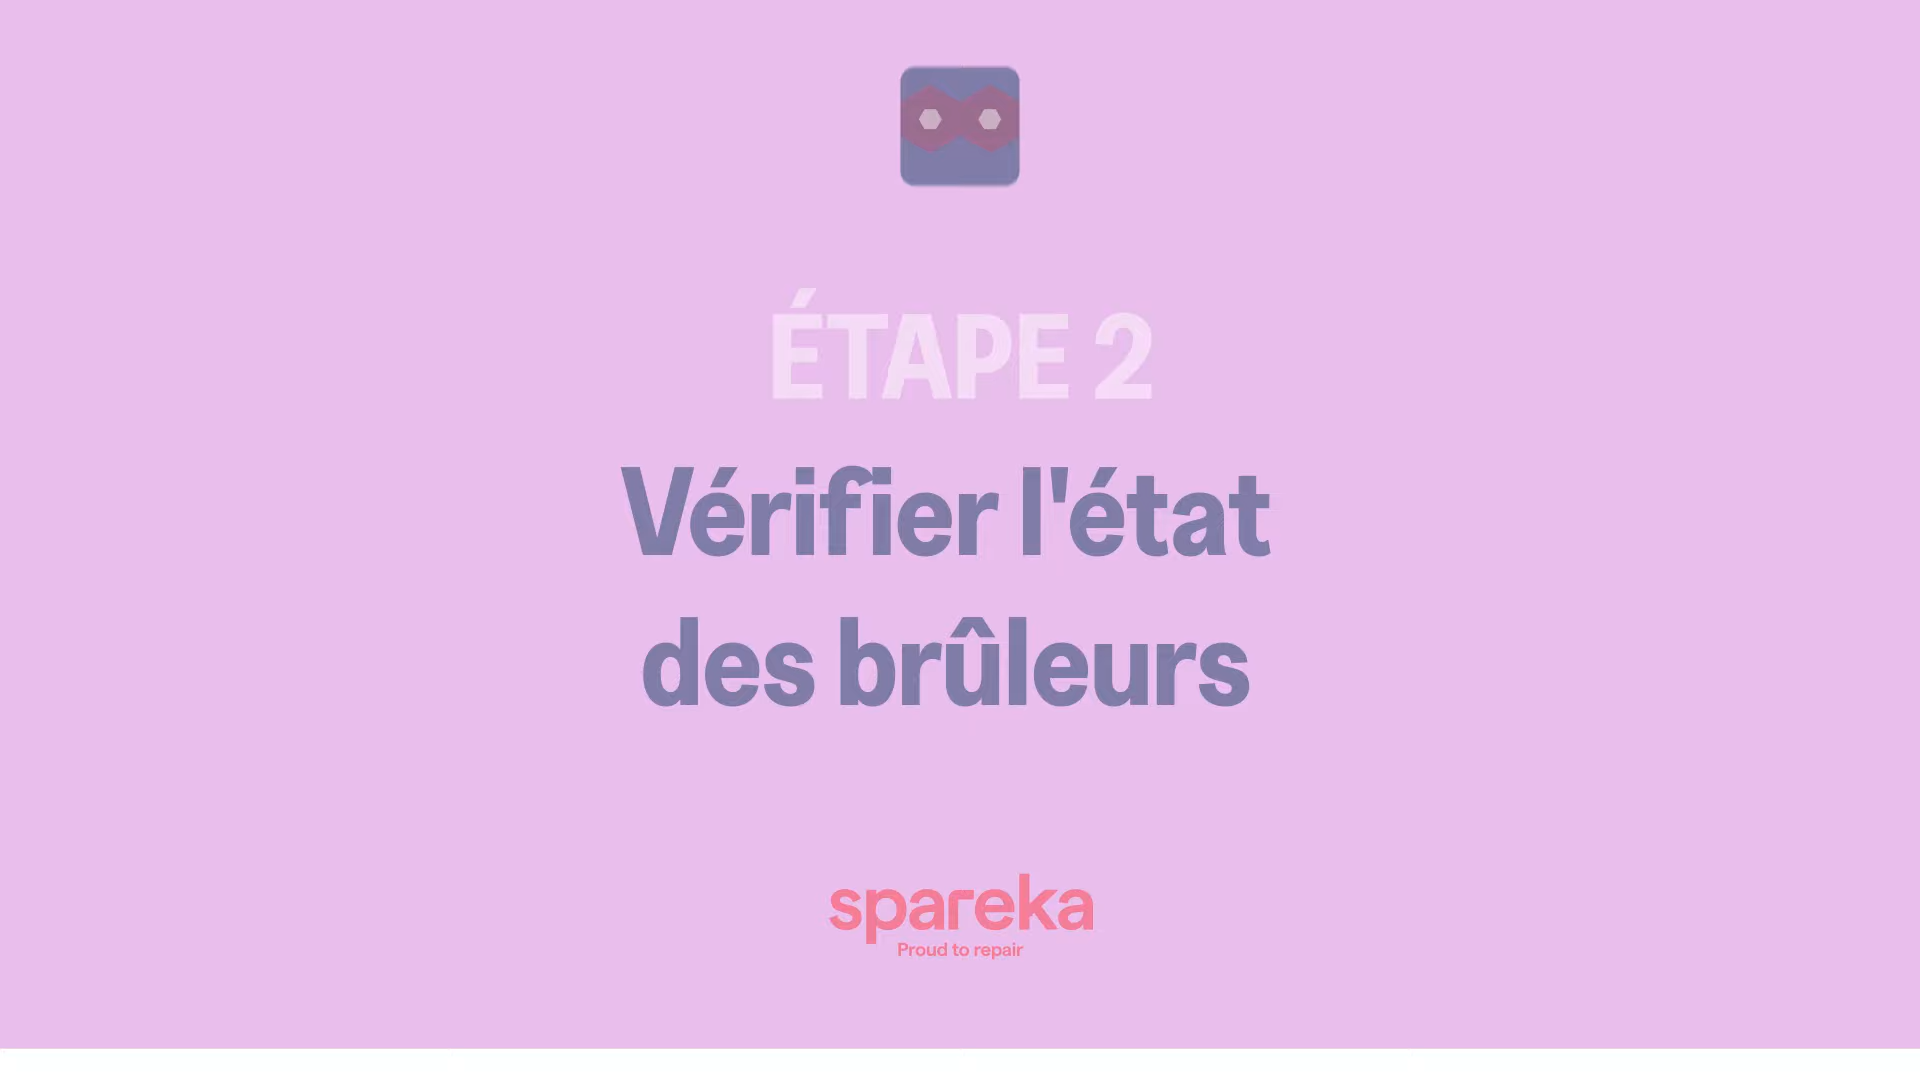 ÉTAPE 2
Vérifier l'état
des brûleurs
spareka
Proud to repair